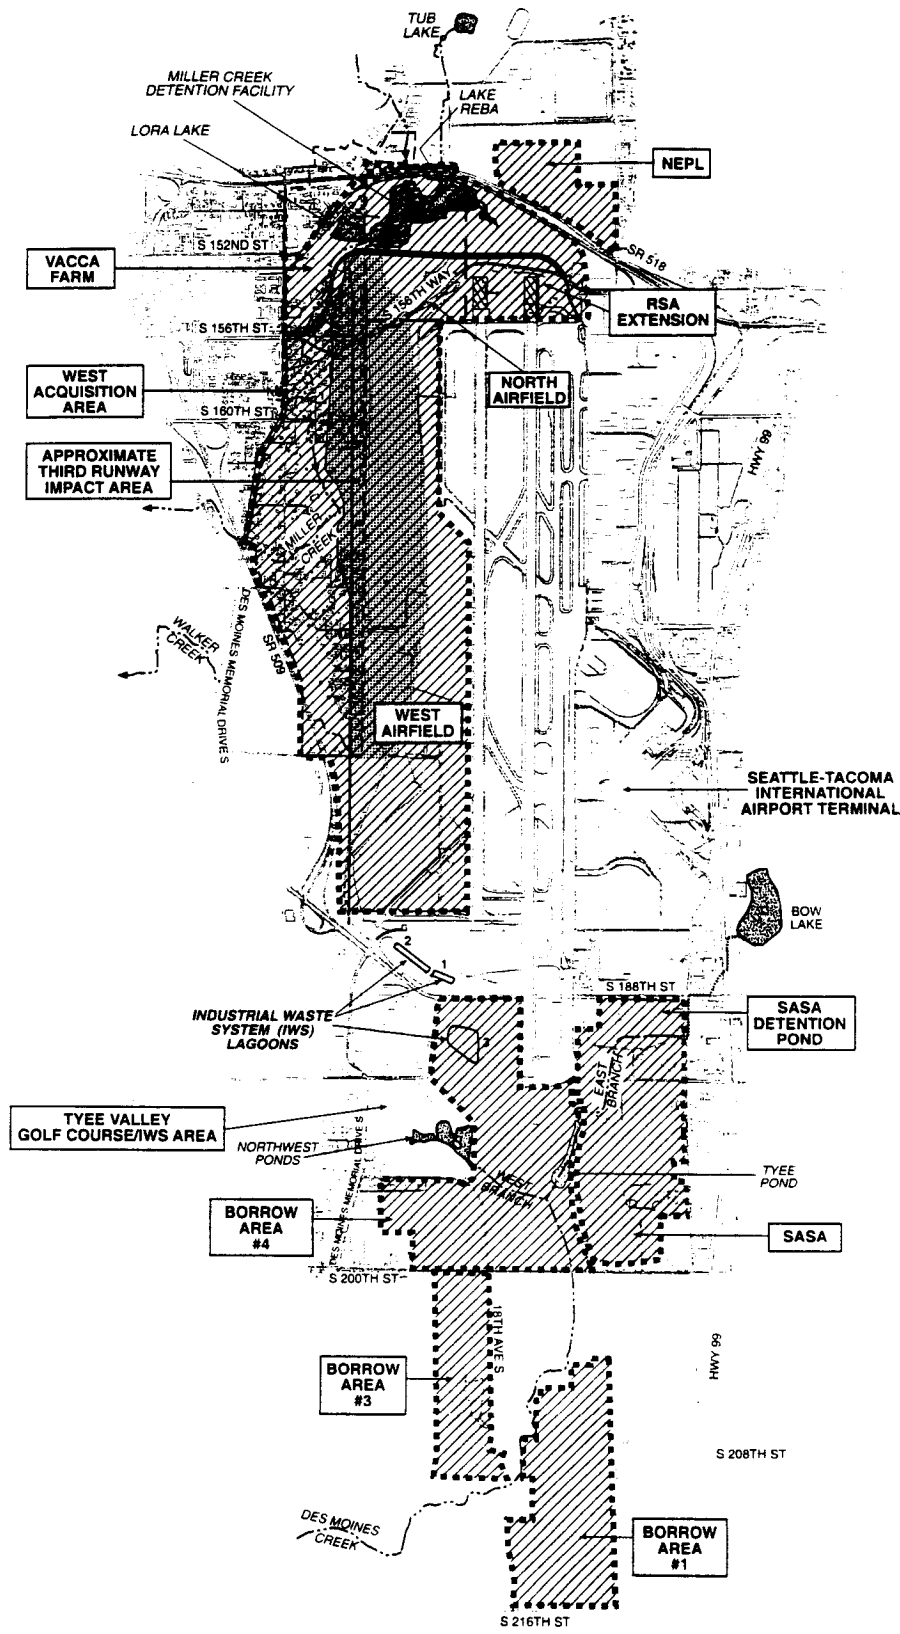 TUB
LAKE
MILLER CREEK
DETENTION FACILITY
LAKE
REBA
LORA LAKE
NEPL
S 152ND ST
SR 518
VACCA
FARM
S 156TH WAY
RSA
EXTENSION
S 156TH ST
WEST
ACQUISITION
AREA
NORTH
AIRFIELD
S 160TH ST
HWY 99
APPROXIMATE
THIRD RUNWAY
IMPACT AREA
MILLER
CREEK
DES MOINES MEMORIAL DRIVE S
WALKER
CREEK
SR 509
WEST
AIRFIELD
SEATTLE-TACOMA
INTERNATIONAL
AIRPORT TERMINAL
BOW
LAKE
2
1
S 188TH ST
INDUSTRIAL WASTE
SYSTEM (IWS)
LAGOONS
3
SASA
DETENTION
POND
EAST
BRANCH
TYEE VALLEY
GOLF COURSE/IWS AREA
NORTHWEST
PONDS
DES MOINES MEMORIAL DRIVE S
WEST
BRANCH
TYEE
POND
BORROW
AREA
#4
SASA
S 200TH ST
18TH AVE S
HWY 99
BORROW
AREA
#3
S 208TH ST
DES MOINES
CREEK
BORROW
AREA
#1
S 216TH ST